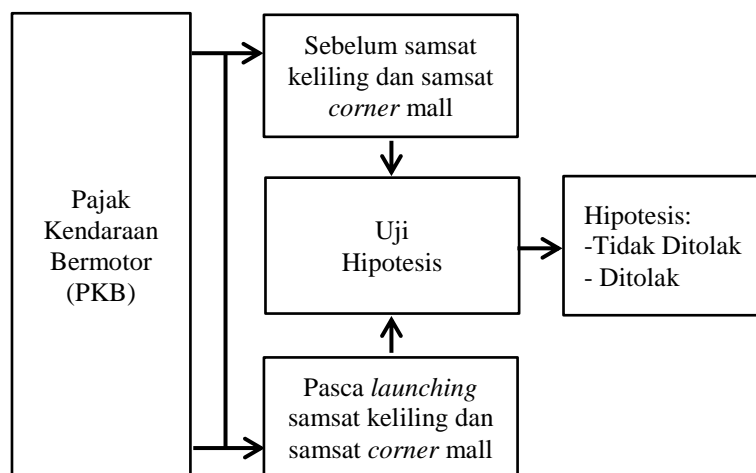 Pajak
Kendaraan
Bermotor
(PKB)
Sebelum samsat
keliling dan samsat
corner mall
Uji
Hipotesis
Pasca launching
samsat keliling dan
samsat corner mall
Hipotesis:
-Tidak Ditolak
- Ditolak